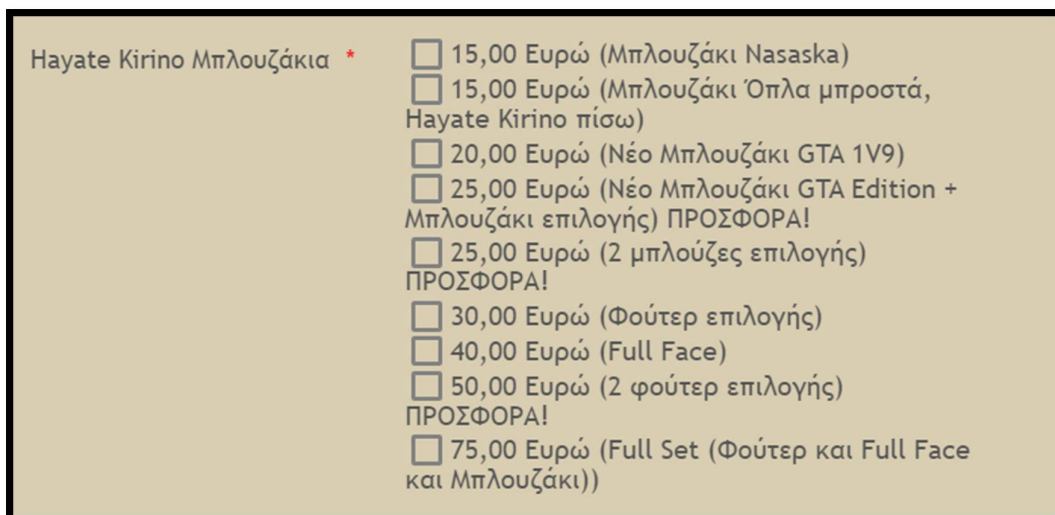 Hayate Kirino Μπλουζάκια *
15,00 Ευρώ (Μπλουζάκι Nasaska)
15,00 Ευρώ (Μπλουζάκι Όπλα μπροστά,
Hayate Kirino πίσω)
20,00 Ευρώ (Νέο Μπλουζάκι GTA 1V9)
25,00 Ευρώ (Νέο Μπλουζάκι GTA Edition +
Μπλουζάκι επιλογής) ΠΡΟΣΦΟΡΑ!
25,00 Ευρώ (2 μπλούζες επιλογής)
ΠΡΟΣΦΟΡΑ!
30,00 Ευρώ (Φούτερ επιλογής)
40,00 Ευρώ (Full Face)
50,00 Ευρώ (2 φούτερ επιλογής)
ΠΡΟΣΦΟΡΑ!
75,00 Ευρώ (Full Set (Φούτερ και Full Face
και Μπλουζάκι))